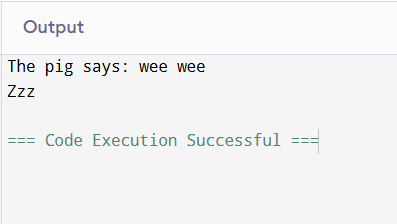 Output
The pig says: wee wee
Zzz
=== Code Execution Successful ===